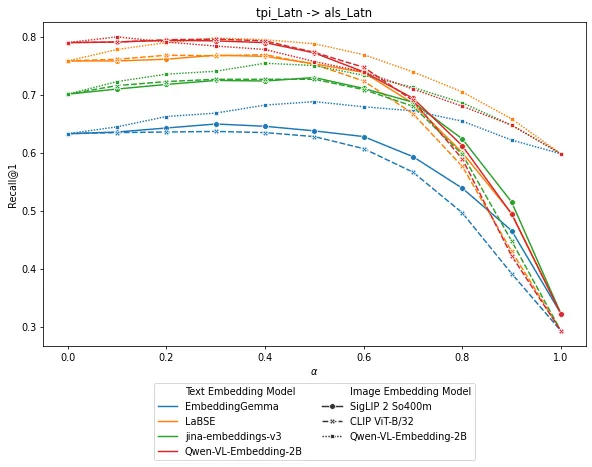 tpi_Latn -> als_Latn
Recall@1
0.8
0.7
0.6
0.5
0.4
0.3
0.0 0.2 0.4 0.6 0.8 1.0
α
Text Embedding Model Image Embedding Model
EmbeddingGemma SigLIP 2 So400m
LaBSE CLIP ViT-B/32
jina-embeddings-v3 Qwen-VL-Embedding-2B
Qwen-VL-Embedding-2B